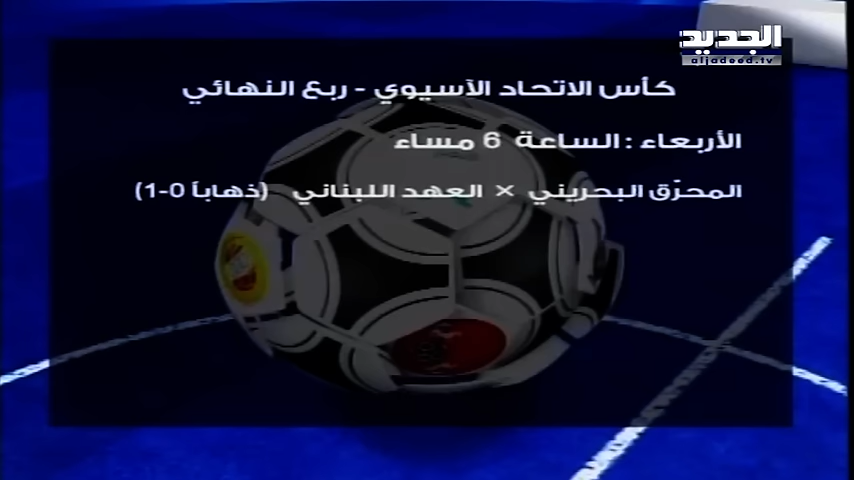 الجديد
aljadeed.tv
كأس الاتحاد الآسيوي - ربع النهائي
الأربعاء : الساعة 6 مساء
المحرّق البحريني × العهد اللبناني (ذهاباً 0-1)